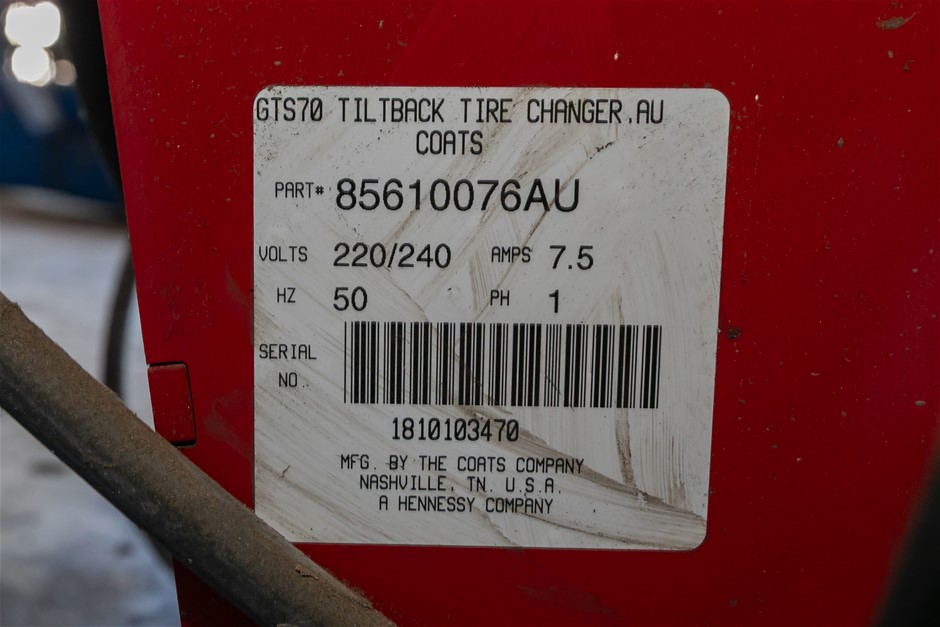 GTS70 TILTBACK TIRE CHANGER,AU
COATS
PART# 85610076AU
VOLTS 220/240 AMPS 7.5
HZ 50 PH 1
SERIAL
NO.
1810103470
MFG. BY THE COATS COMPANY
NASHVILLE, TN. U.S.A.
A HENNESSY COMPANY